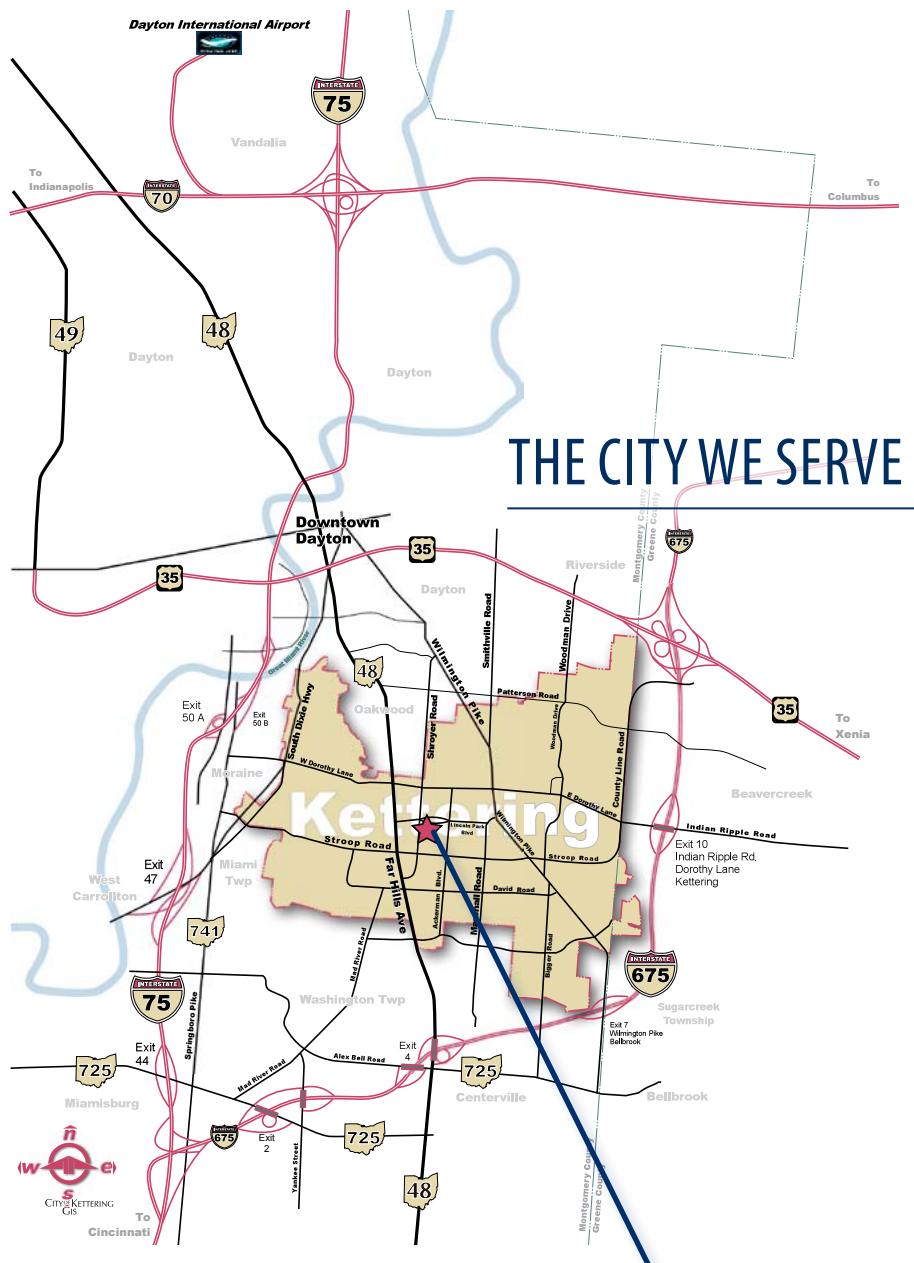 Dayton International Airport
INTERSTATE
75
Vandalia
To
Indianapolis
INTERSTATE
70
To
Columbus
49
48
Dayton
Dayton
THE CITY WE SERVE
Montgomery County
Greene County
INTERSTATE
675
Downtown
Dayton
35
35
Dayton
Riverside
Smithville Road
Woodman Drive
Great Miami River
Wilmington Pike
48
Oakwood
Patterson Road
Exit
50 A
Exit
50 B
South Dixie Hwy
Shroyer Road
Woodman Drive
County Line Road
35
To
Xenia
Moraine
W Dorothy Lane
E Dorothy Lane
Beavercreek
Kettering
Lincoln Park
Blvd
Wilmington Pike
Indian Ripple Road
Stroop Road
Stroop Road
Exit 10
Indian Ripple Rd,
Dorothy Lane
Kettering
Exit
47
Miami
Twp
West
Carrollton
Far Hills Ave
Ackerman Blvd.
Marshall Road
David Road
741
Mad River Road
Bigger Road
INTERSTATE
675
INTERSTATE
75
Washington Twp
Sugarcreek
Township
Springboro Pike
Exit 7
Wilmington Pike
Bellbrook
Exit
44
Exit
4
Alex Bell Road
725
Mad River Road
725
Miamisburg
Centerville
Bellbrook
INTERSTATE
675
Exit
2
725
Yankee Street
n
w e
s
CITY OF KETTERING
GIS
48
Montgomery County
Greene County
To
Cincinnati